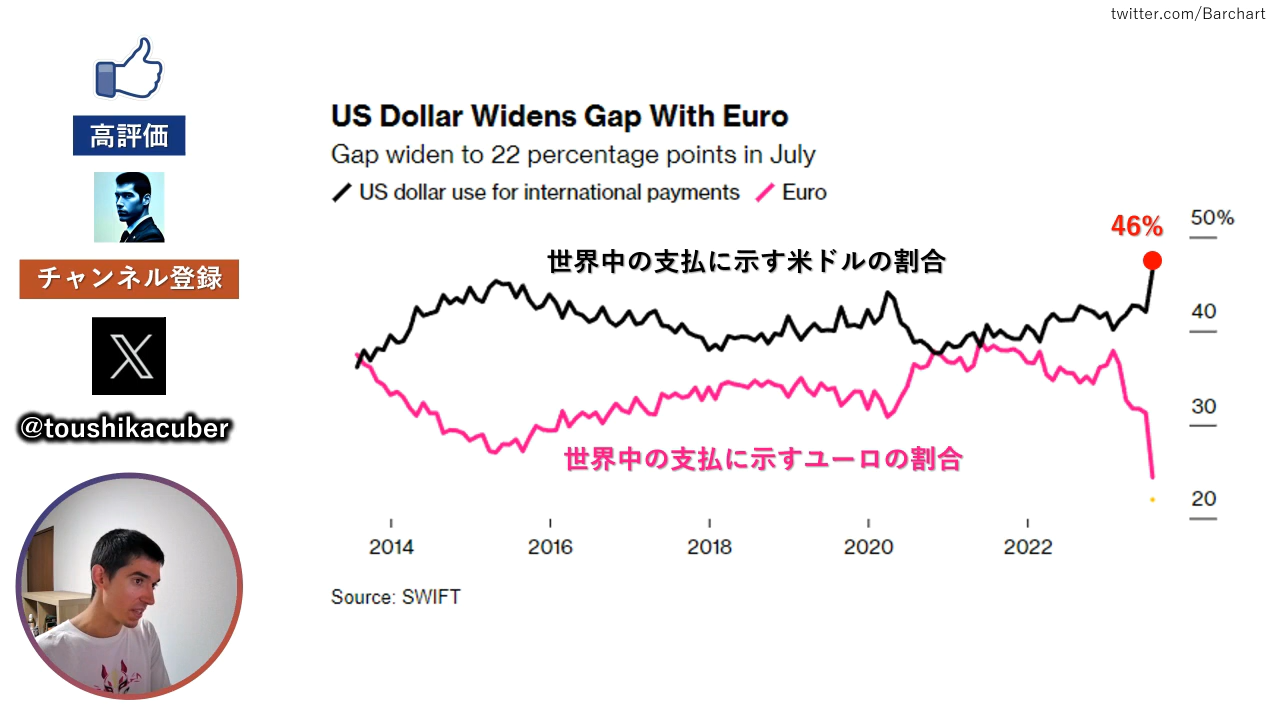 twitter.com/Barchart
高評価
チャンネル登録
@toushikacuber
US Dollar Widens Gap With Euro
Gap widen to 22 percentage points in July
US dollar use for international payments Euro
46%
50%
世界中の支払に示す米ドルの割合
40
30
世界中の支払に示すユーロの割合
20
2014 2016 2018 2020 2022
Source: SWIFT